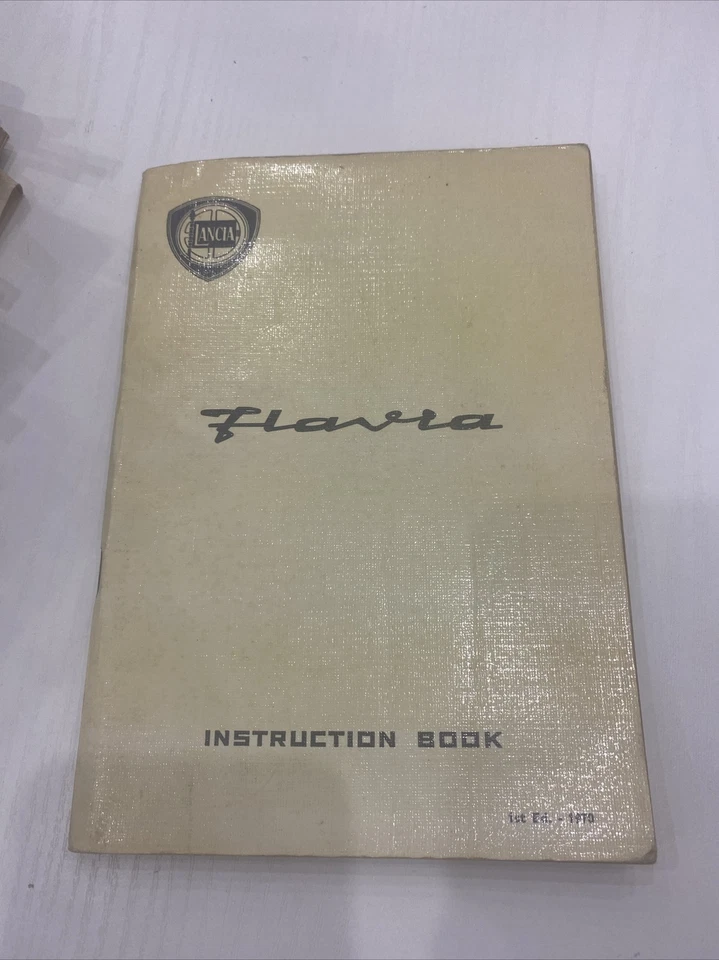 LANCIA
Flavia
INSTRUCTION BOOK
1st Ed. - 1970